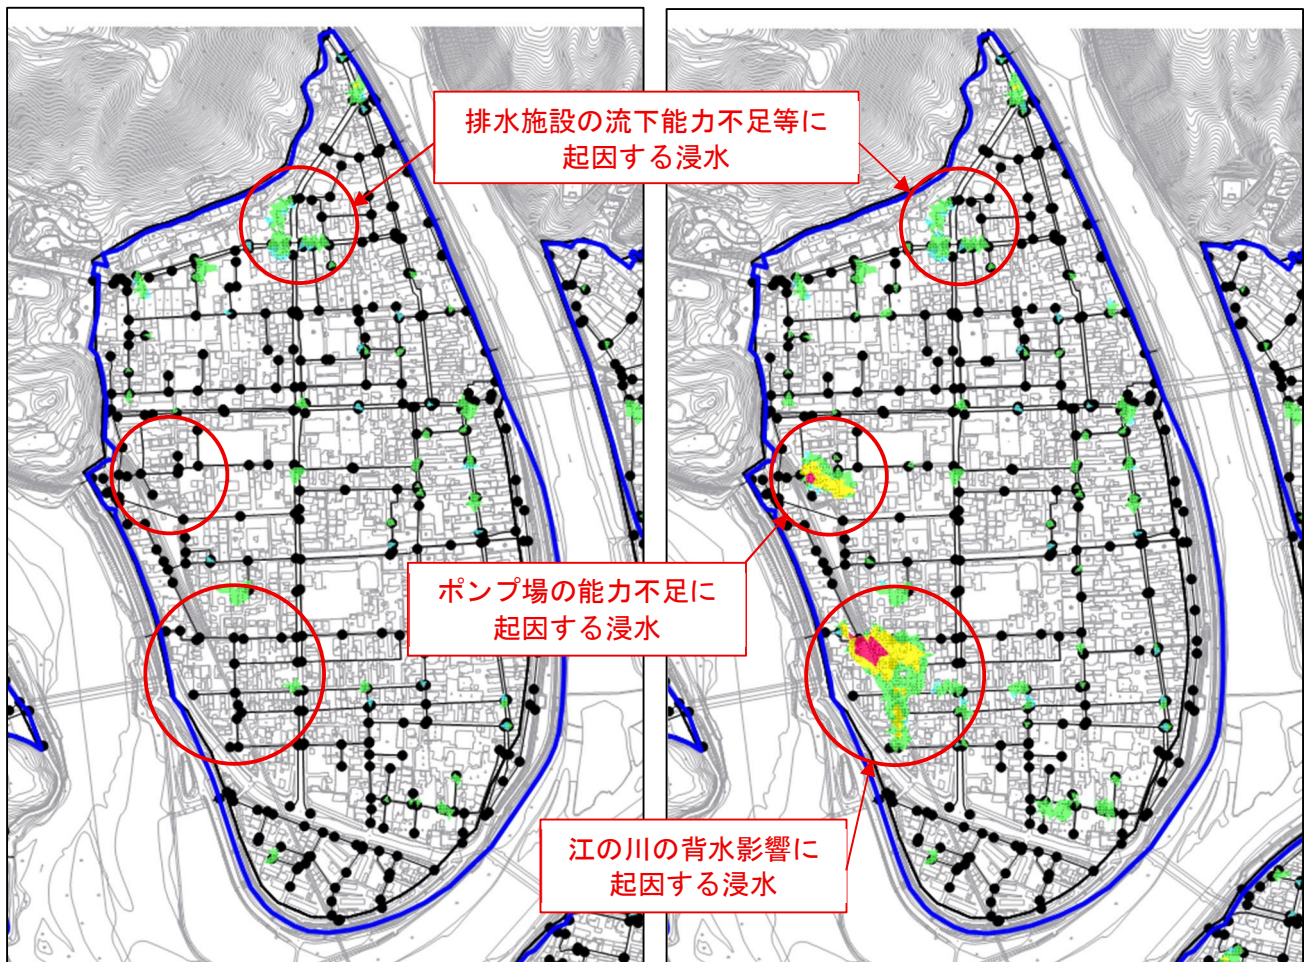 排水施設の流下能力不足等に
起因する浸水
ポンプ場の能力不足に
起因する浸水
江の川の背水影響に
起因する浸水